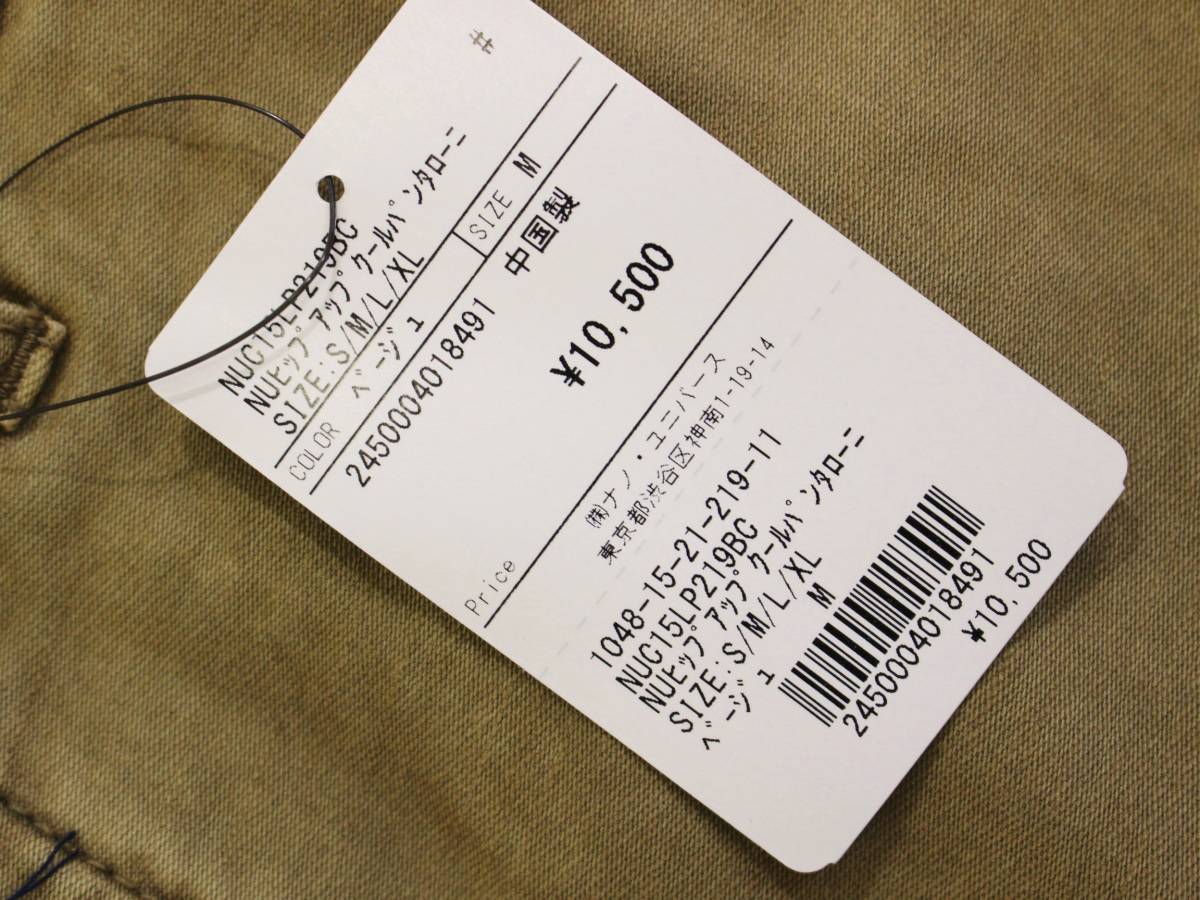 #
NUC15LP219BC
NUﾋｯﾌﾟｱｯﾌﾟｸｰﾙﾊﾟﾝﾀﾛｰﾆ
SIZE:S/M/L/XL
COLOR ﾍﾞｰｼﾞｭ SIZE M
2450004018491 中国製
¥10,500
Price
㈱ナノ・ユニバース
東京都渋谷区神南1-19-14
1048-15-21-219-11
NUC15LP219BC
NUﾋｯﾌﾟｱｯﾌﾟｸｰﾙﾊﾟﾝﾀﾛｰﾆ
SIZE:S/M/L/XL
ﾍﾞｰｼﾞｭ M
2450004018491
¥10,500